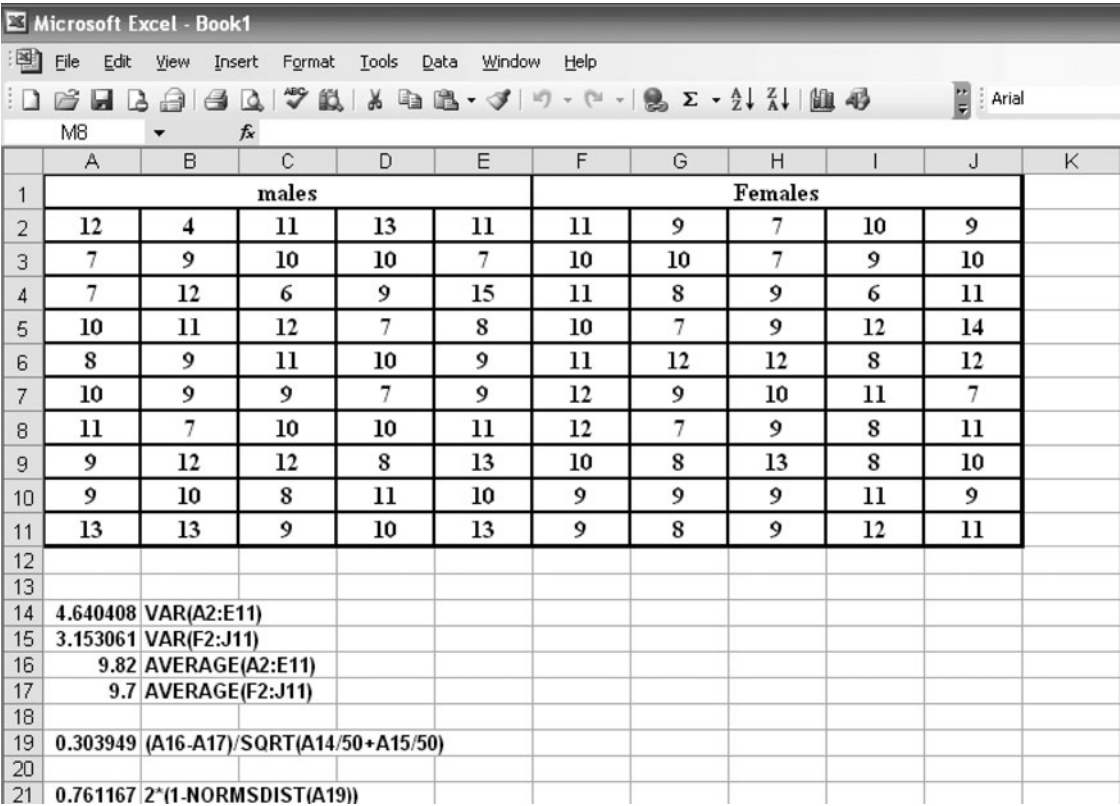 Microsoft Excel - Book1
File Edit View Insert Format Tools Data Window Help
ABC Σ A Z Z A Arial
M8 fx
A B C D E F G H I J K
1 males Females
2 12 4 11 13 11 11 9 7 10 9
3 7 9 10 10 7 10 10 7 9 10
4 7 12 6 9 15 11 8 9 6 11
5 10 11 12 7 8 10 7 9 12 14
6 8 9 11 10 9 11 12 12 8 12
7 10 9 9 7 9 12 9 10 11 7
8 11 7 10 10 11 12 7 9 8 11
9 9 12 12 8 13 10 8 13 8 10
10 9 10 8 11 10 9 9 9 11 9
11 13 13 9 10 13 9 8 9 12 11
12
13
14 4.640408 VAR(A2:E11)
15 3.153061 VAR(F2:J11)
16 9.82 AVERAGE(A2:E11)
17 9.7 AVERAGE(F2:J11)
18
19 0.303949 (A16-A17)/SQRT(A14/50+A15/50)
20
21 0.761167 2*(1-NORMSDIST(A19))